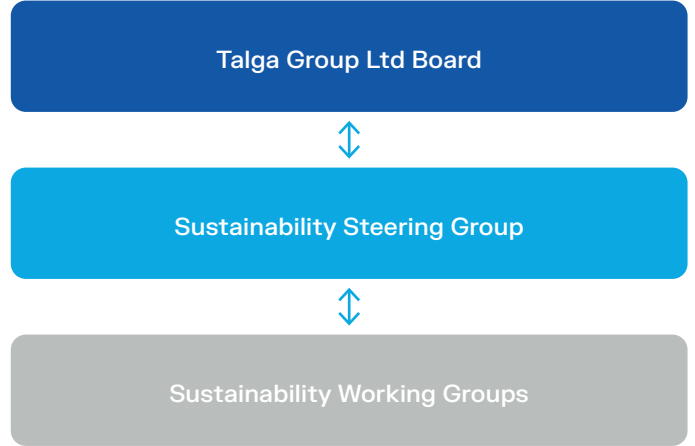 Talga Group Ltd Board
Sustainability Steering Group
Sustainability Working Groups